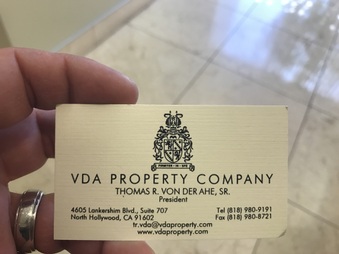 VDA PROPERTY COMPANY
THOMAS R. VON DER AHE, SR.
President
4605 Lankershim Blvd., Suite 707
North Hollywood, CA 91602
Tel (818) 980-9191
Fax (818) 980-8721
tr.vda@vdaproperty.com
www.vdaproperty.com